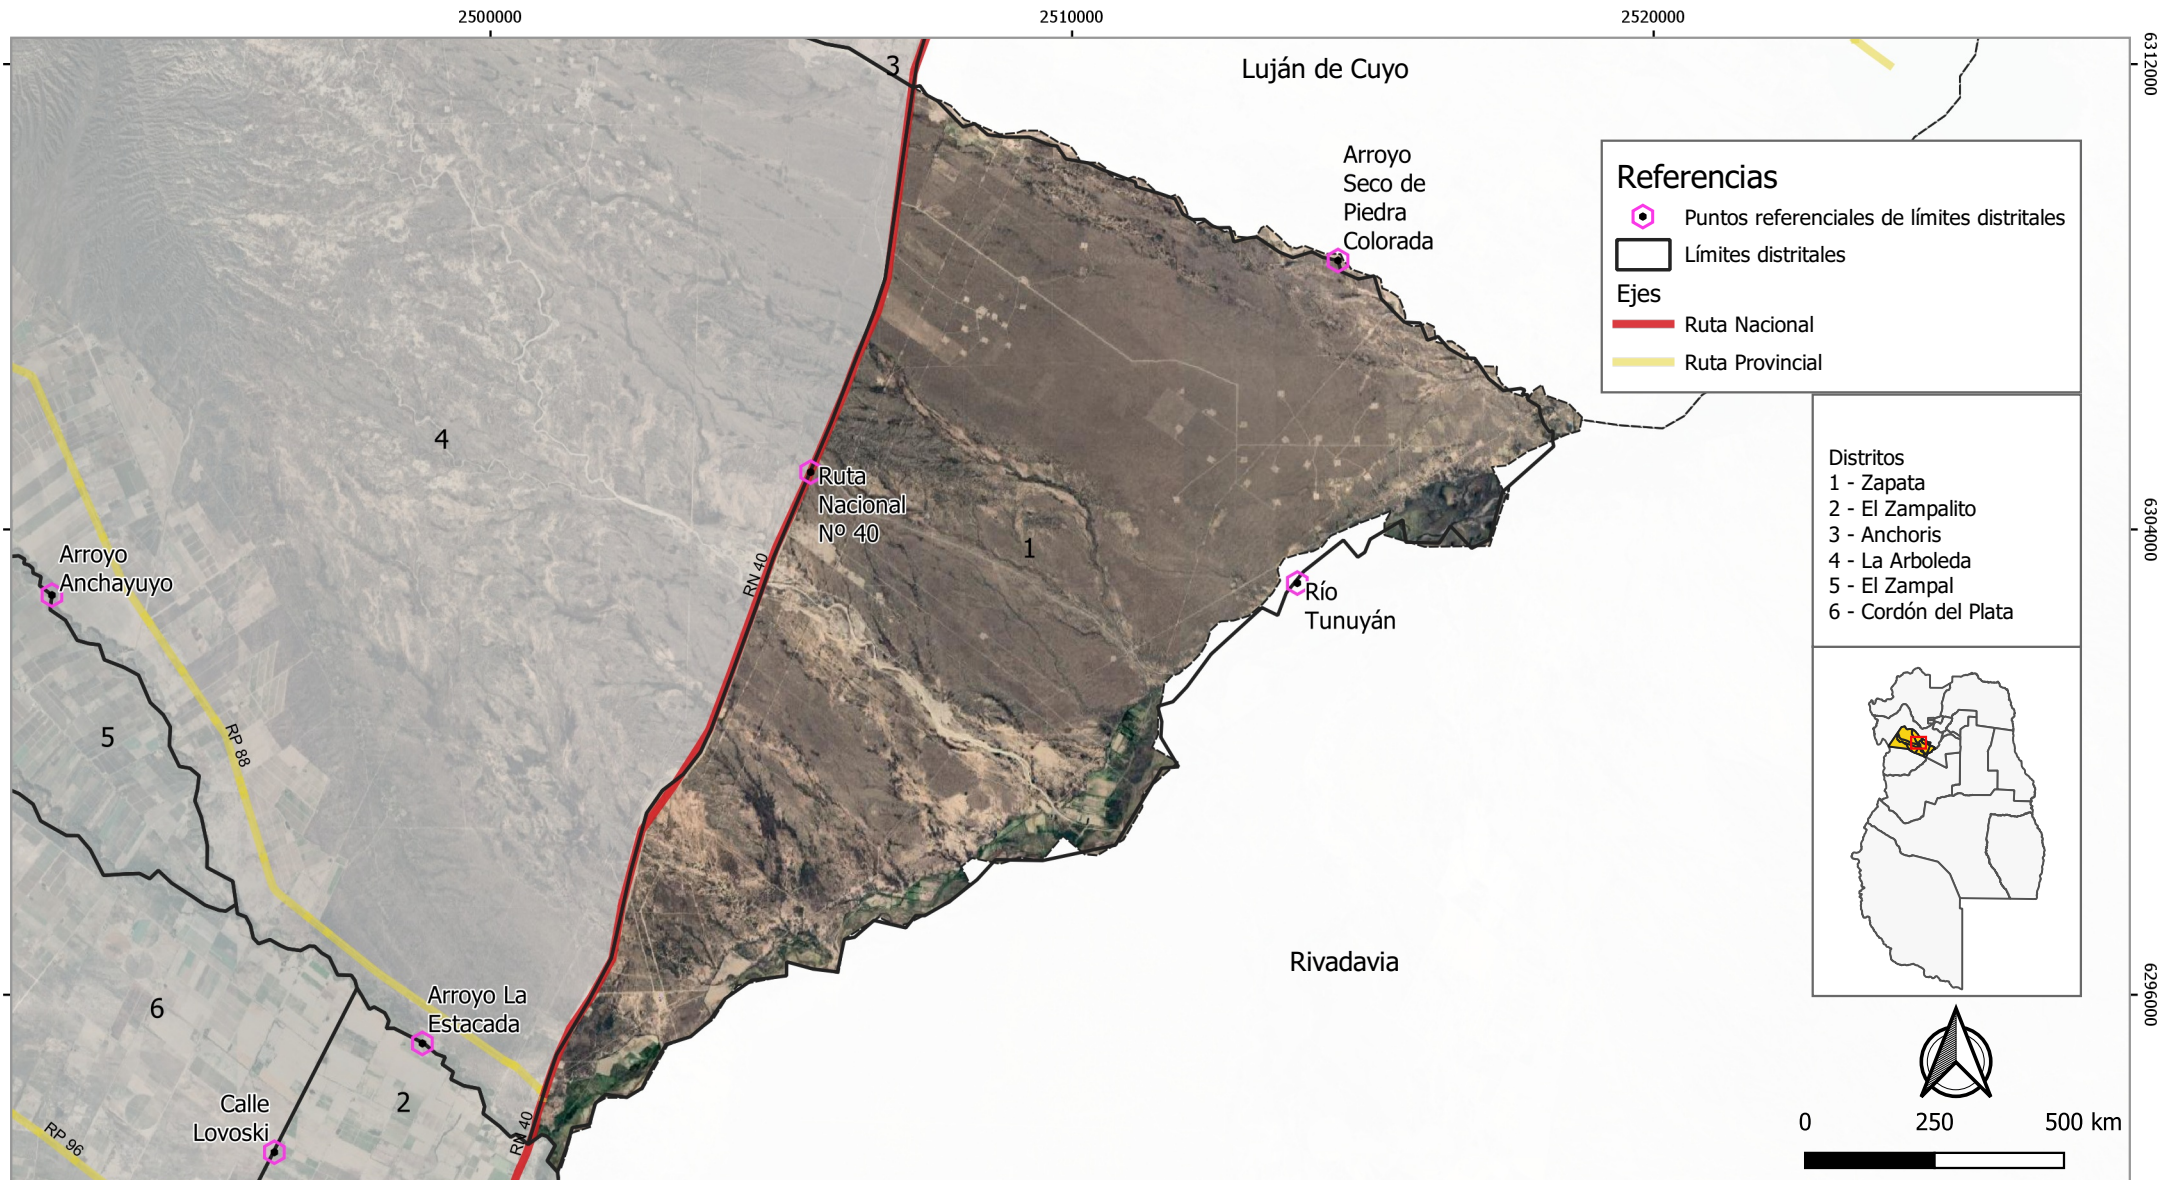 2500000
2510000
2520000
6312000
6304000
6296000
3
Luján de Cuyo
Arroyo
Seco de
Piedra
Colorada
4
Ruta
Nacional
Nº 40
RN 40
1
Río
Tunuyán
Arroyo
Anchayuyo
5
RP 88
6
Arroyo La
Estacada
2
Calle
Lovoski
RP 96
RN 40
Rivadavia
Referencias
Puntos referenciales de límites distritales
Límites distritales
Ejes
Ruta Nacional
Ruta Provincial
Distritos
1 - Zapata
2 - El Zampalito
3 - Anchoris
4 - La Arboleda
5 - El Zampal
6 - Cordón del Plata
0 250 500 km